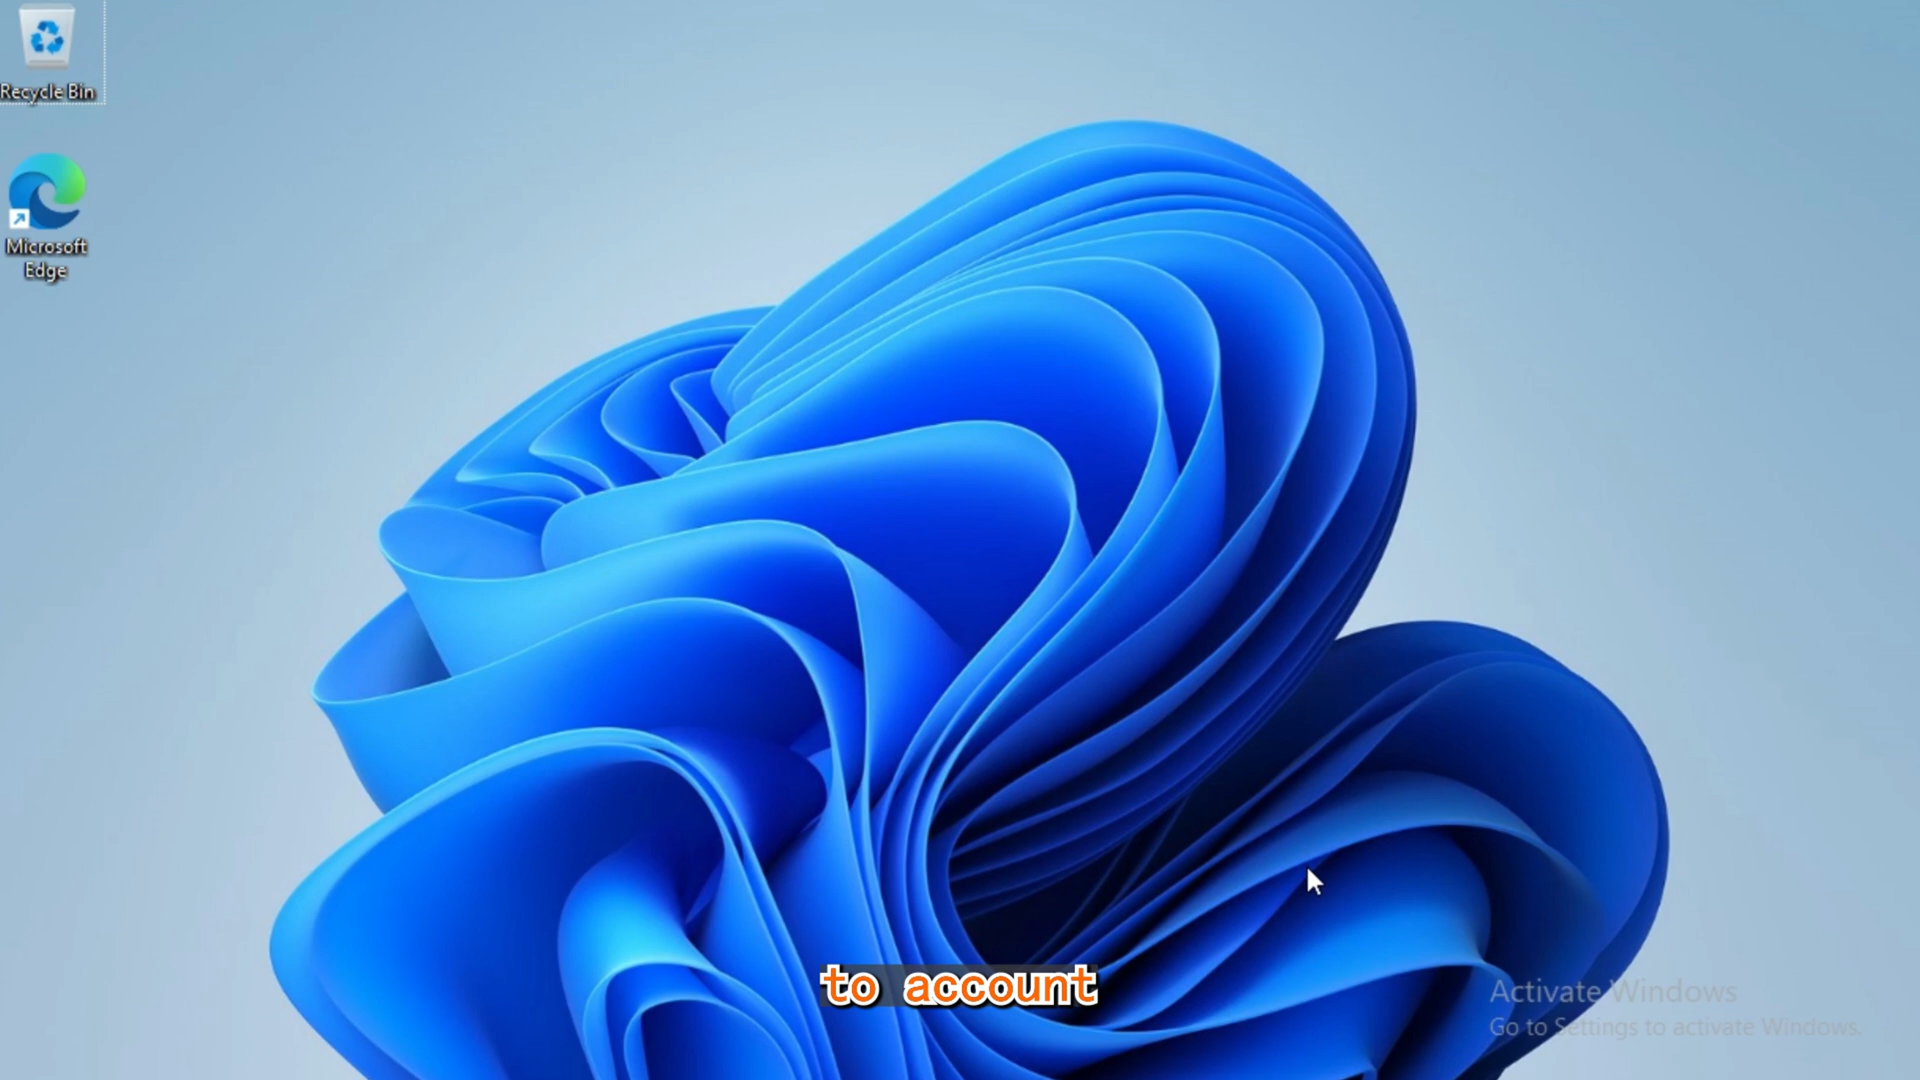 Recycle Bin
Microsoft
Edge
to account
Activate Windows
Go to Settings to activate Windows.